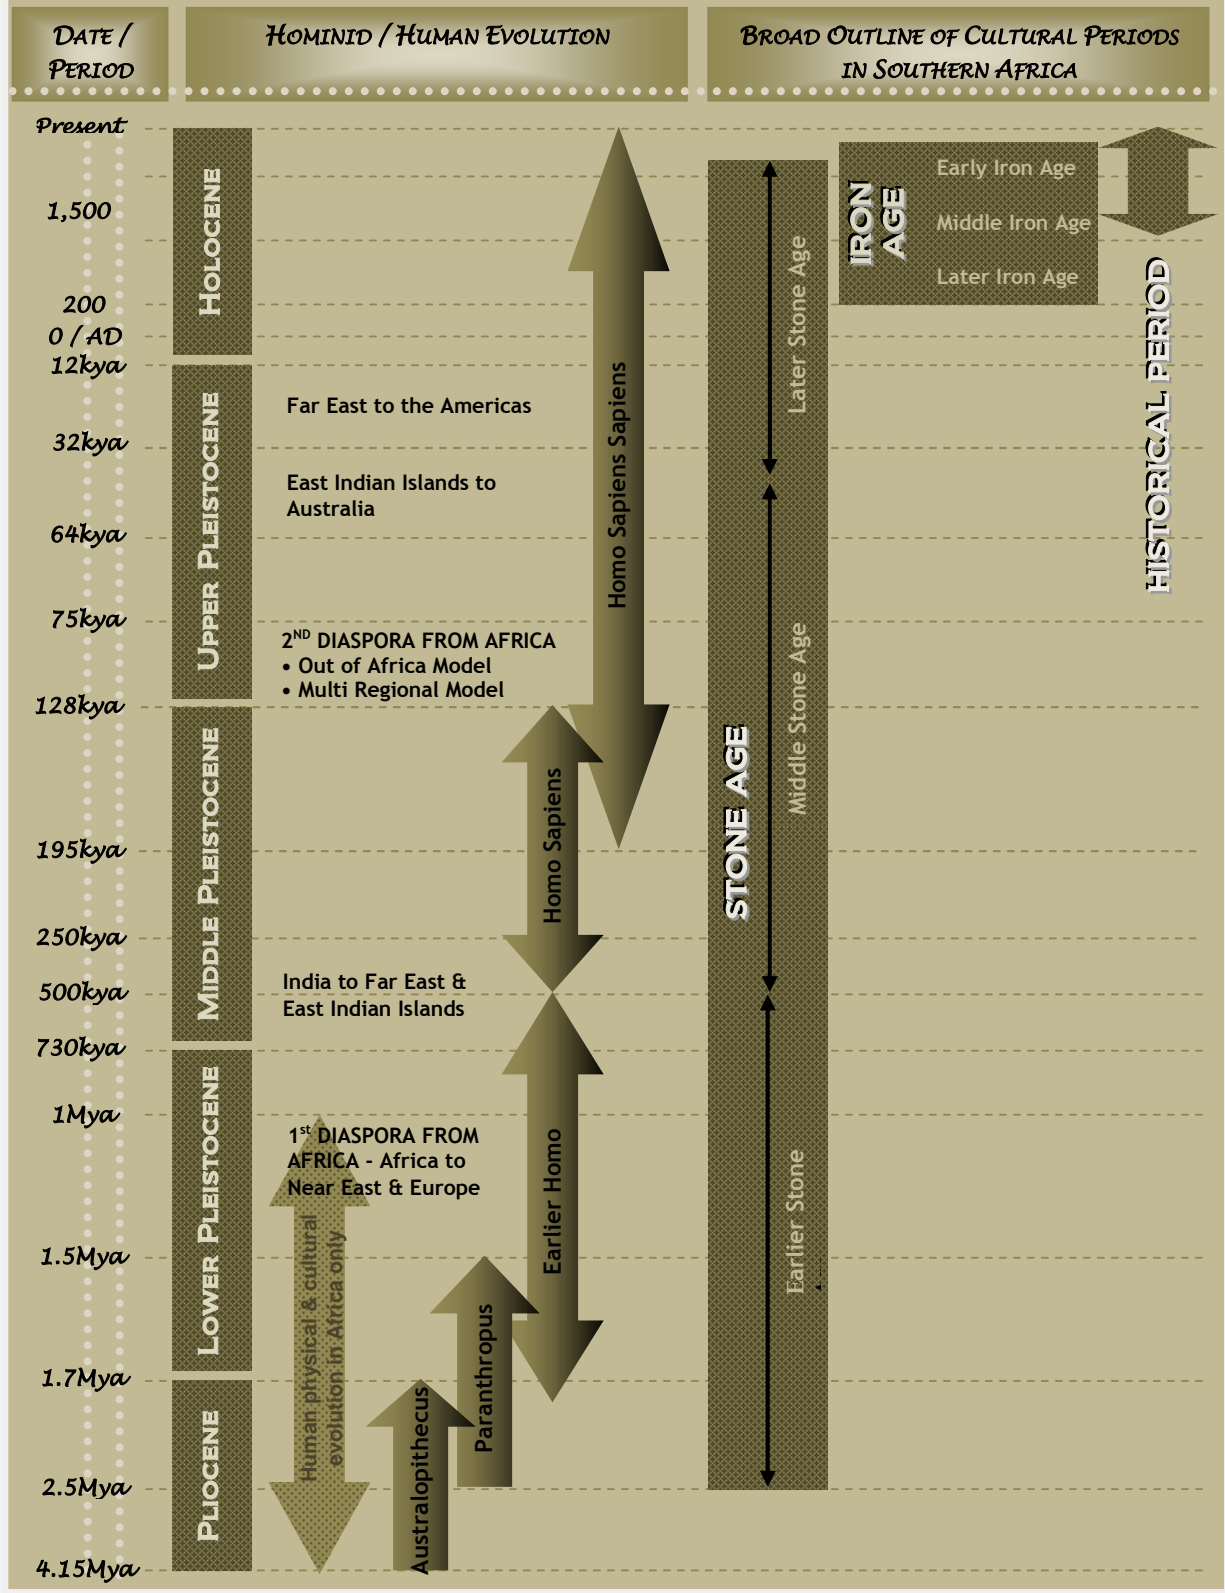 DATE /
PERIOD
HOMINID / HUMAN EVOLUTION
BROAD OUTLINE OF CULTURAL PERIODS
IN SOUTHERN AFRICA
Present
1,500
200
0 / AD
12kya
32kya
64kya
75kya
128kya
195kya
250kya
500kya
730kya
1Mya
1.5Mya
1.7Mya
2.5Mya
4.15Mya
HOLOCENE
UPPER PLEISTOCENE
MIDDLE PLEISTOCENE
LOWER PLEISTOCENE
PLIOCENE
Far East to the Americas
East Indian Islands to
Australia
2ND DIASPORA FROM AFRICA
• Out of Africa Model
• Multi Regional Model
India to Far East &
East Indian Islands
1st DIASPORA FROM
AFRICA - Africa to
Near East & Europe
Human physical & cultural
evolution in Africa only
Australopithecus
Paranthropus
Earlier Homo
Homo Sapiens
Homo Sapiens Sapiens
STONE AGE
Later Stone Age
Middle Stone Age
Earlier Stone
IRON
AGE
Early Iron Age
Middle Iron Age
Later Iron Age
HISTORICAL PERIOD